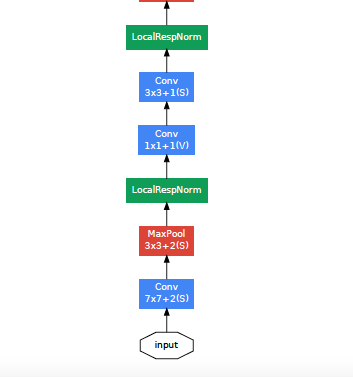 LocalRespNorm
Conv
3x3+1(S)
Conv
1x1+1(V)
LocalRespNorm
MaxPool
3x3+2(S)
Conv
7x7+2(S)
input